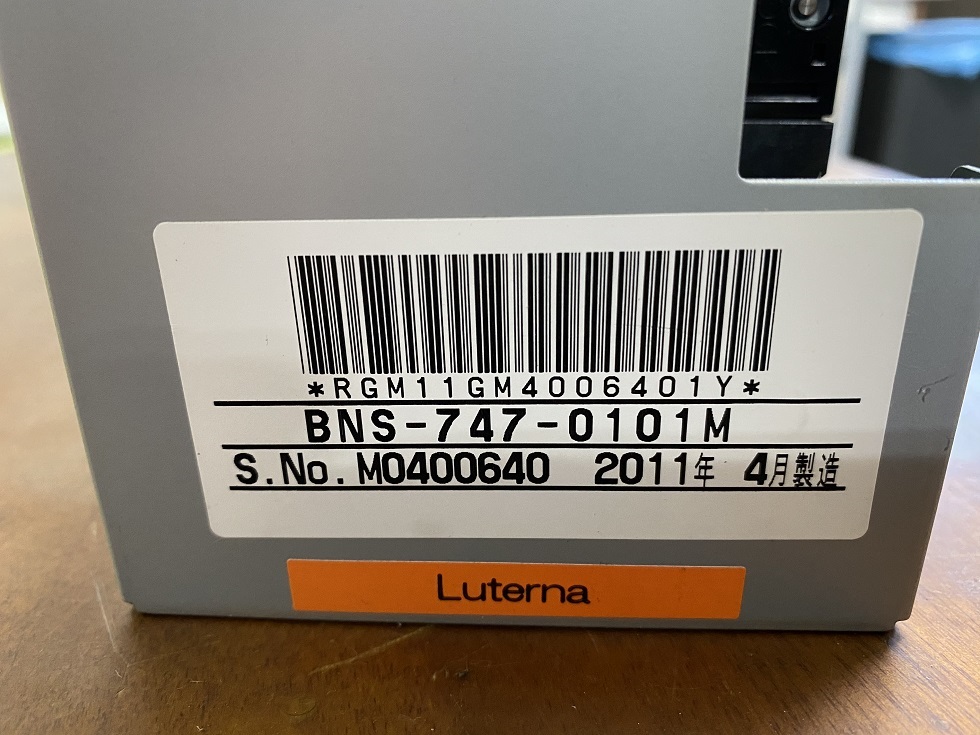 *RGM11GM4006401Y*
BNS-747-0101M
S.No.M0400640 2011年 4月製造
Luterna